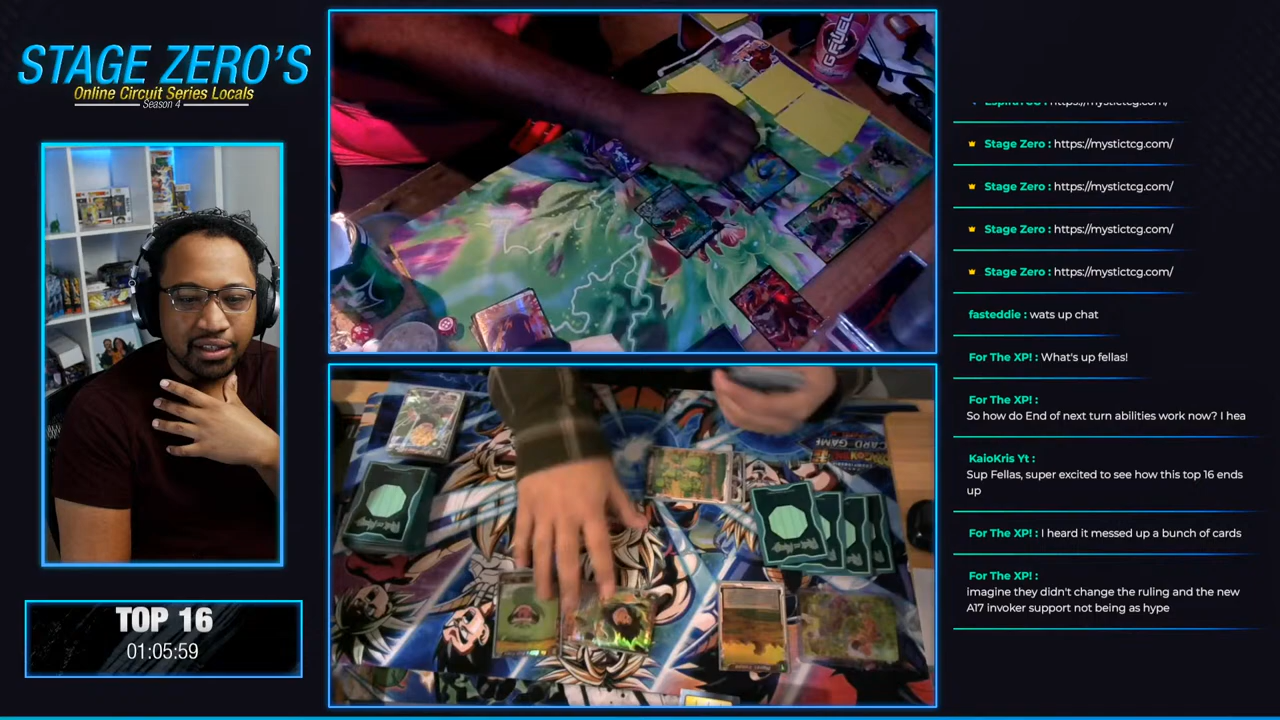 STAGE ZERO'S
Online Circuit Series Locals
Season 4
TOP 16
01:05:59
GFUEL
CARD GAME
https://mystictcg.com/
Stage Zero : https://mystictcg.com/
Stage Zero : https://mystictcg.com/
Stage Zero : https://mystictcg.com/
Stage Zero : https://mystictcg.com/
fasteddie : wats up chat
For The XP! : What's up fellas!
For The XP! :
So how do End of next turn abilities work now? I hea
KaioKris Yt :
Sup Fellas, super excited to see how this top 16 ends
up
For The XP! : I heard it messed up a bunch of cards
For The XP! :
imagine they didn't change the ruling and the new
A17 invoker support not being as hype